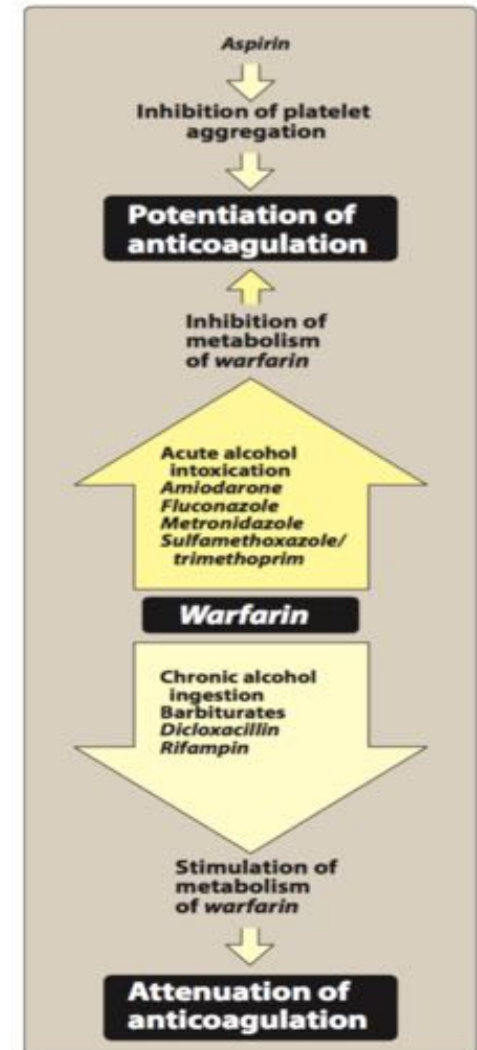 Aspirin
Inhibition of platelet
aggregation
Potentiation of
anticoagulation
Inhibition of
metabolism
of warfarin
Acute alcohol
intoxication
Amiodarone
Fluconazole
Metronidazole
Sulfamethoxazole/
trimethoprim
Warfarin
Chronic alcohol
ingestion
Barbiturates
Dicloxacillin
Rifampin
Stimulation of
metabolism
of warfarin
Attenuation of
anticoagulation